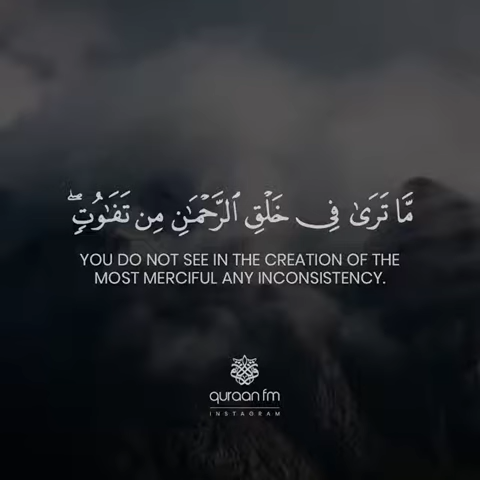 مَّا تَرَىٰ فِى خَلْقِ ٱلرَّحْمَـٰنِ مِن تَفَـٰوُتٍ ۖ
YOU DO NOT SEE IN THE CREATION OF THE
MOST MERCIFUL ANY INCONSISTENCY.
quraan fm
INSTAGRAM